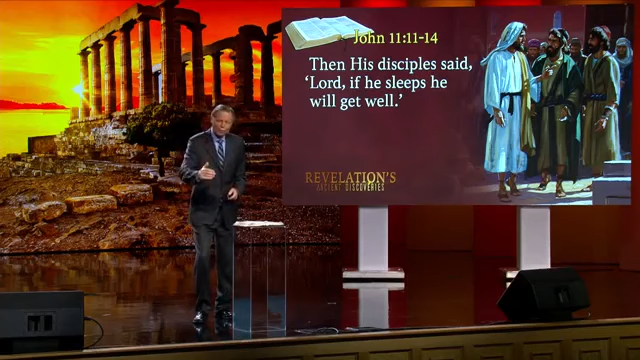 John 11:11-14
Then His disciples said,
‘Lord, if he sleeps he
will get well.’
REVELATION'S
ANCIENT DISCOVERIES